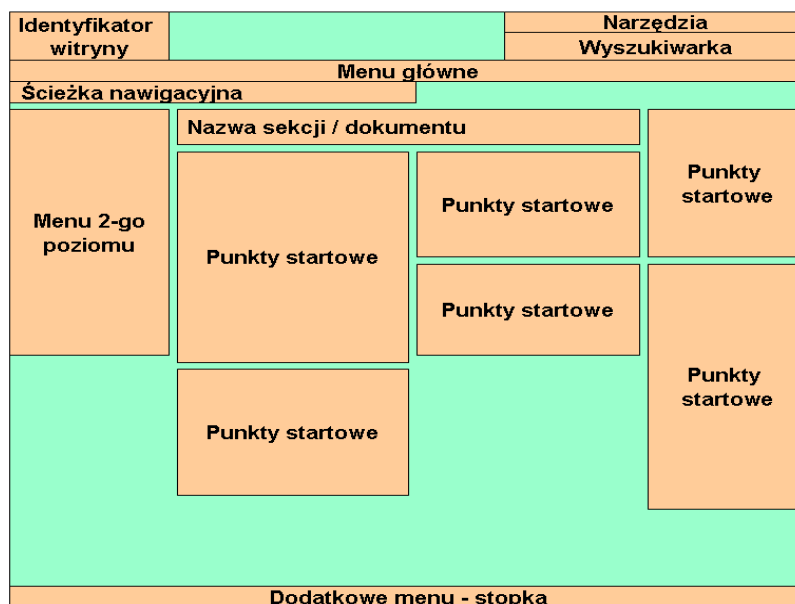 Identyfikator
witryny
Narzędzia
Wyszukiwarka
Menu główne
Ścieżka nawigacyjna
Menu 2-go
poziomu
Nazwa sekcji / dokumentu
Punkty startowe
Punkty startowe
Punkty
startowe
Punkty startowe
Punkty
startowe
Punkty startowe
Dodatkowe menu - stopka